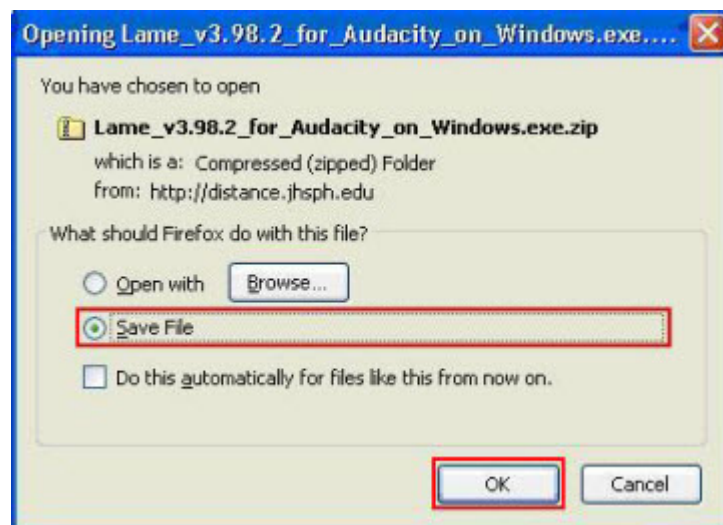 Opening Lame_v3.98.2_for_Audacity_on_Windows.exe....
You have chosen to open
Lame_v3.98.2_for_Audacity_on_Windows.exe.zip
which is a: Compressed (zipped) Folder
from: http://distance.jhsph.edu
What should Firefox do with this file?
Open with Browse...
Save File
Do this automatically for files like this from now on.
OK Cancel